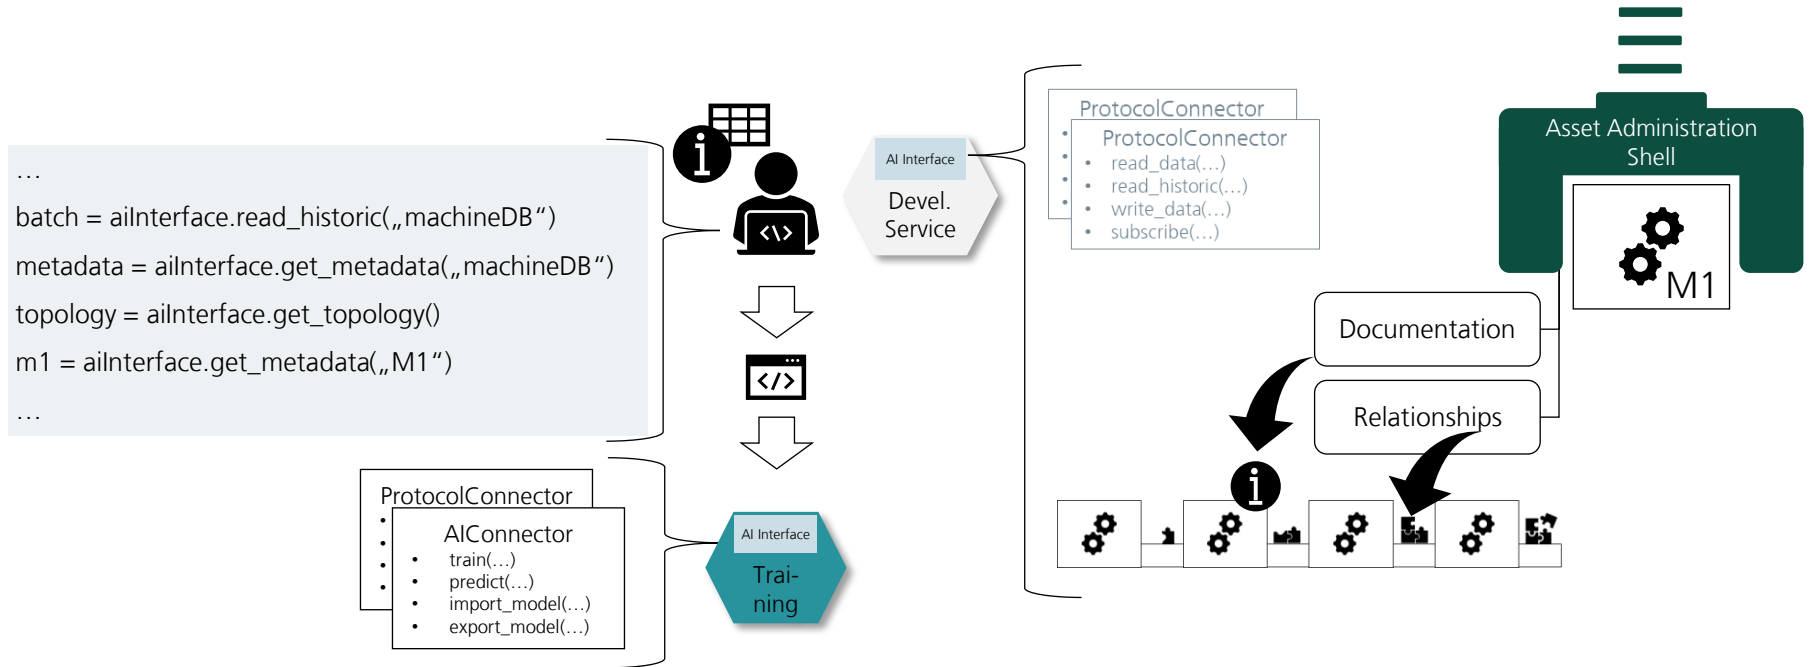 …
batch = aiInterface.read_historic(„machineDB“)
metadata = aiInterface.get_metadata(„machineDB“)
topology = aiInterface.get_topology()
m1 = aiInterface.get_metadata(„M1“)
…
ProtocolConnector
AIConnector
• train(…)
• predict(…)
• import_model(…)
• export_model(…)
</>
</>
AI Interface
Trai-
ning
AI Interface
Devel.
Service
ProtocolConnector
ProtocolConnector
• read_data(…)
• read_historic(…)
• write_data(…)
• subscribe(…)
Asset Administration
Shell
M1
Documentation
Relationships